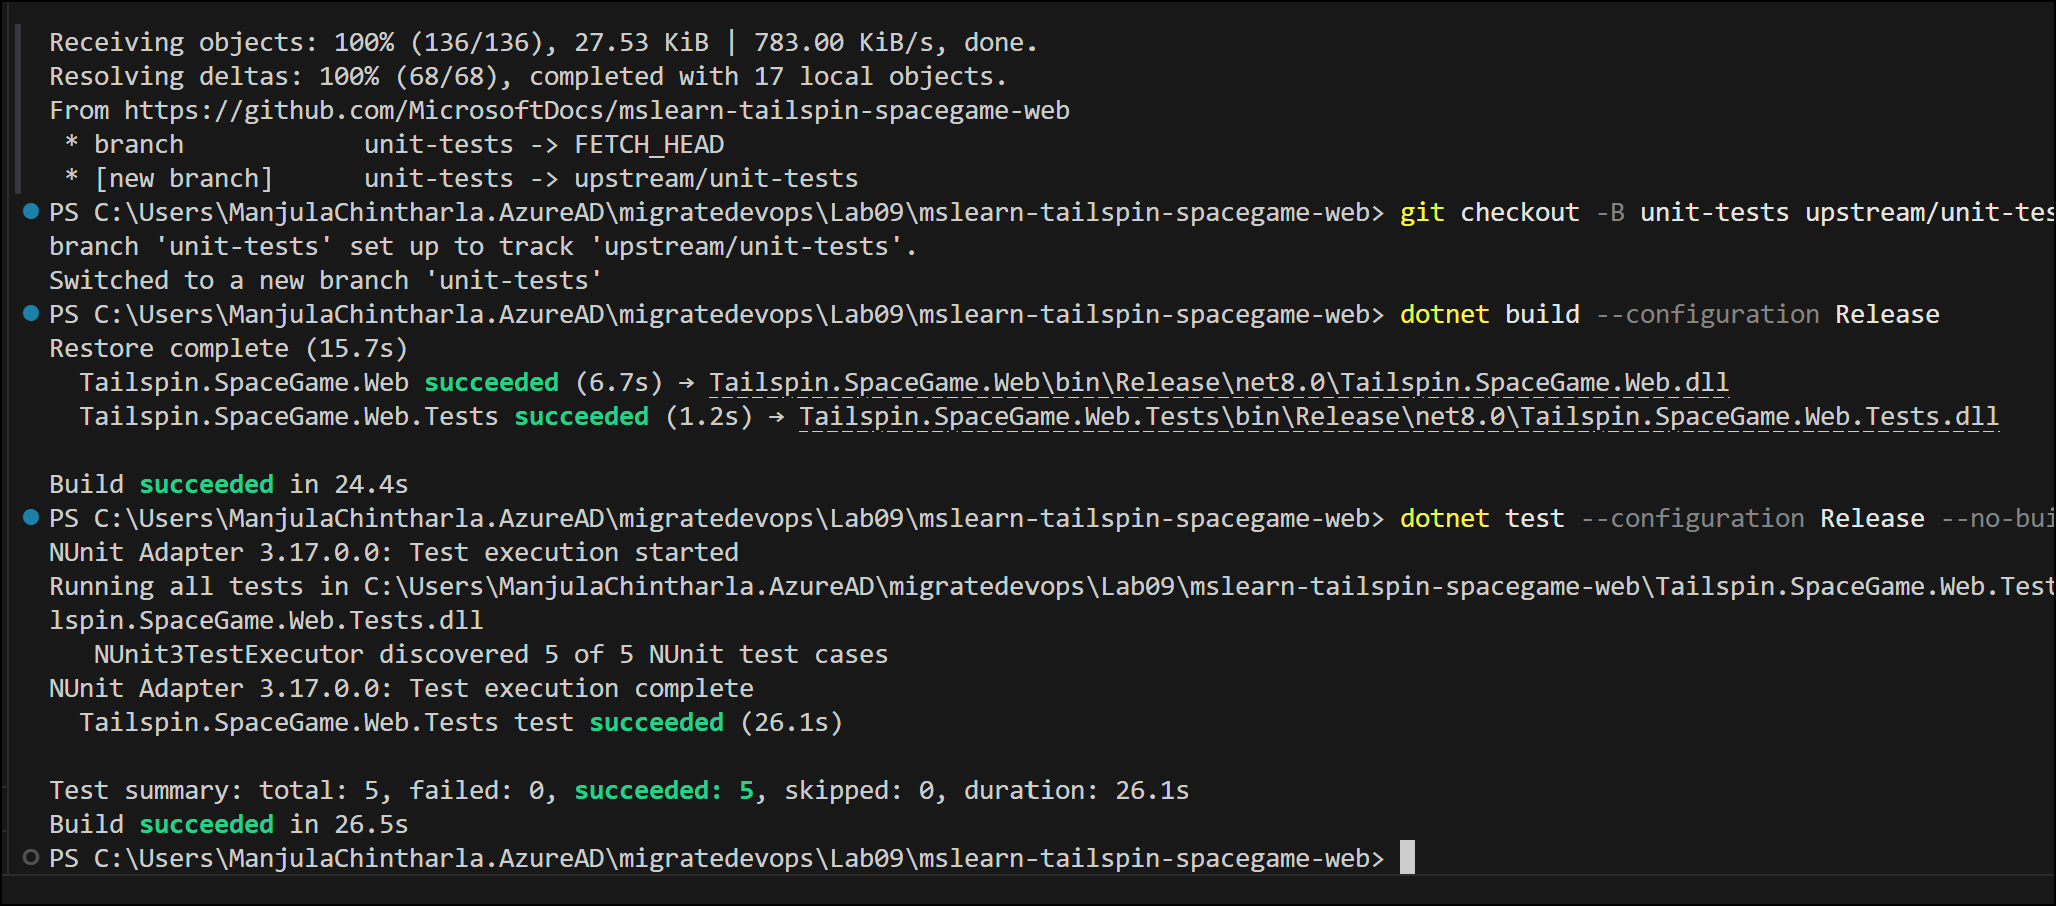 Receiving objects: 100% (136/136), 27.53 KiB | 783.00 KiB/s, done.
Resolving deltas: 100% (68/68), completed with 17 local objects.
From https://github.com/MicrosoftDocs/mslearn-tailspin-spacegame-web
 * branch            unit-tests -> FETCH_HEAD
 * [new branch]      unit-tests -> upstream/unit-tests
PS C:\Users\ManjulaChintharla.AzureAD\migratedevops\Lab09\mslearn-tailspin-spacegame-web> git checkout -B unit-tests upstream/unit-tes
branch 'unit-tests' set up to track 'upstream/unit-tests'.
Switched to a new branch 'unit-tests'
PS C:\Users\ManjulaChintharla.AzureAD\migratedevops\Lab09\mslearn-tailspin-spacegame-web> dotnet build --configuration Release
Restore complete (15.7s)
  Tailspin.SpaceGame.Web succeeded (6.7s) → Tailspin.SpaceGame.Web\bin\Release\net8.0\Tailspin.SpaceGame.Web.dll
  Tailspin.SpaceGame.Web.Tests succeeded (1.2s) → Tailspin.SpaceGame.Web.Tests\bin\Release\net8.0\Tailspin.SpaceGame.Web.Tests.dll
Build succeeded in 24.4s
PS C:\Users\ManjulaChintharla.AzureAD\migratedevops\Lab09\mslearn-tailspin-spacegame-web> dotnet test --configuration Release --no-bui
NUnit Adapter 3.17.0.0: Test execution started
Running all tests in C:\Users\ManjulaChintharla.AzureAD\migratedevops\Lab09\mslearn-tailspin-spacegame-web\Tailspin.SpaceGame.Web.Test
lspin.SpaceGame.Web.Tests.dll
   NUnit3TestExecutor discovered 5 of 5 NUnit test cases
NUnit Adapter 3.17.0.0: Test execution complete
  Tailspin.SpaceGame.Web.Tests test succeeded (26.1s)
Test summary: total: 5, failed: 0, succeeded: 5, skipped: 0, duration: 26.1s
Build succeeded in 26.5s
PS C:\Users\ManjulaChintharla.AzureAD\migratedevops\Lab09\mslearn-tailspin-spacegame-web>